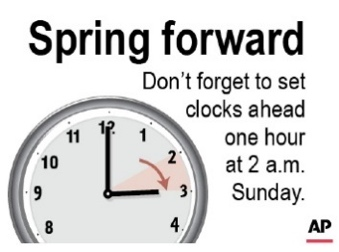 Spring forward
Don't forget to set
clocks ahead
one hour
at 2 a.m.
Sunday.
12
11
1
10
2
9
3
8
4
AP